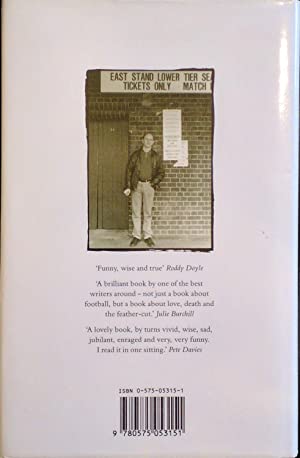 EAST STAND LOWER TIER SE
TICKETS ONLY MATCH
'Funny, wise and true' Roddy Doyle
'A brilliant book by one of the best
writers around – not just a book about
football, but a book about love, death and
the feather-cut.' Julie Burchill
'A lovely book, by turns vivid, wise, sad,
jubilant, enraged and very, very funny.
I read it in one sitting.' Pete Davies
ISBN 0-575-05315-1
9 780575 053151